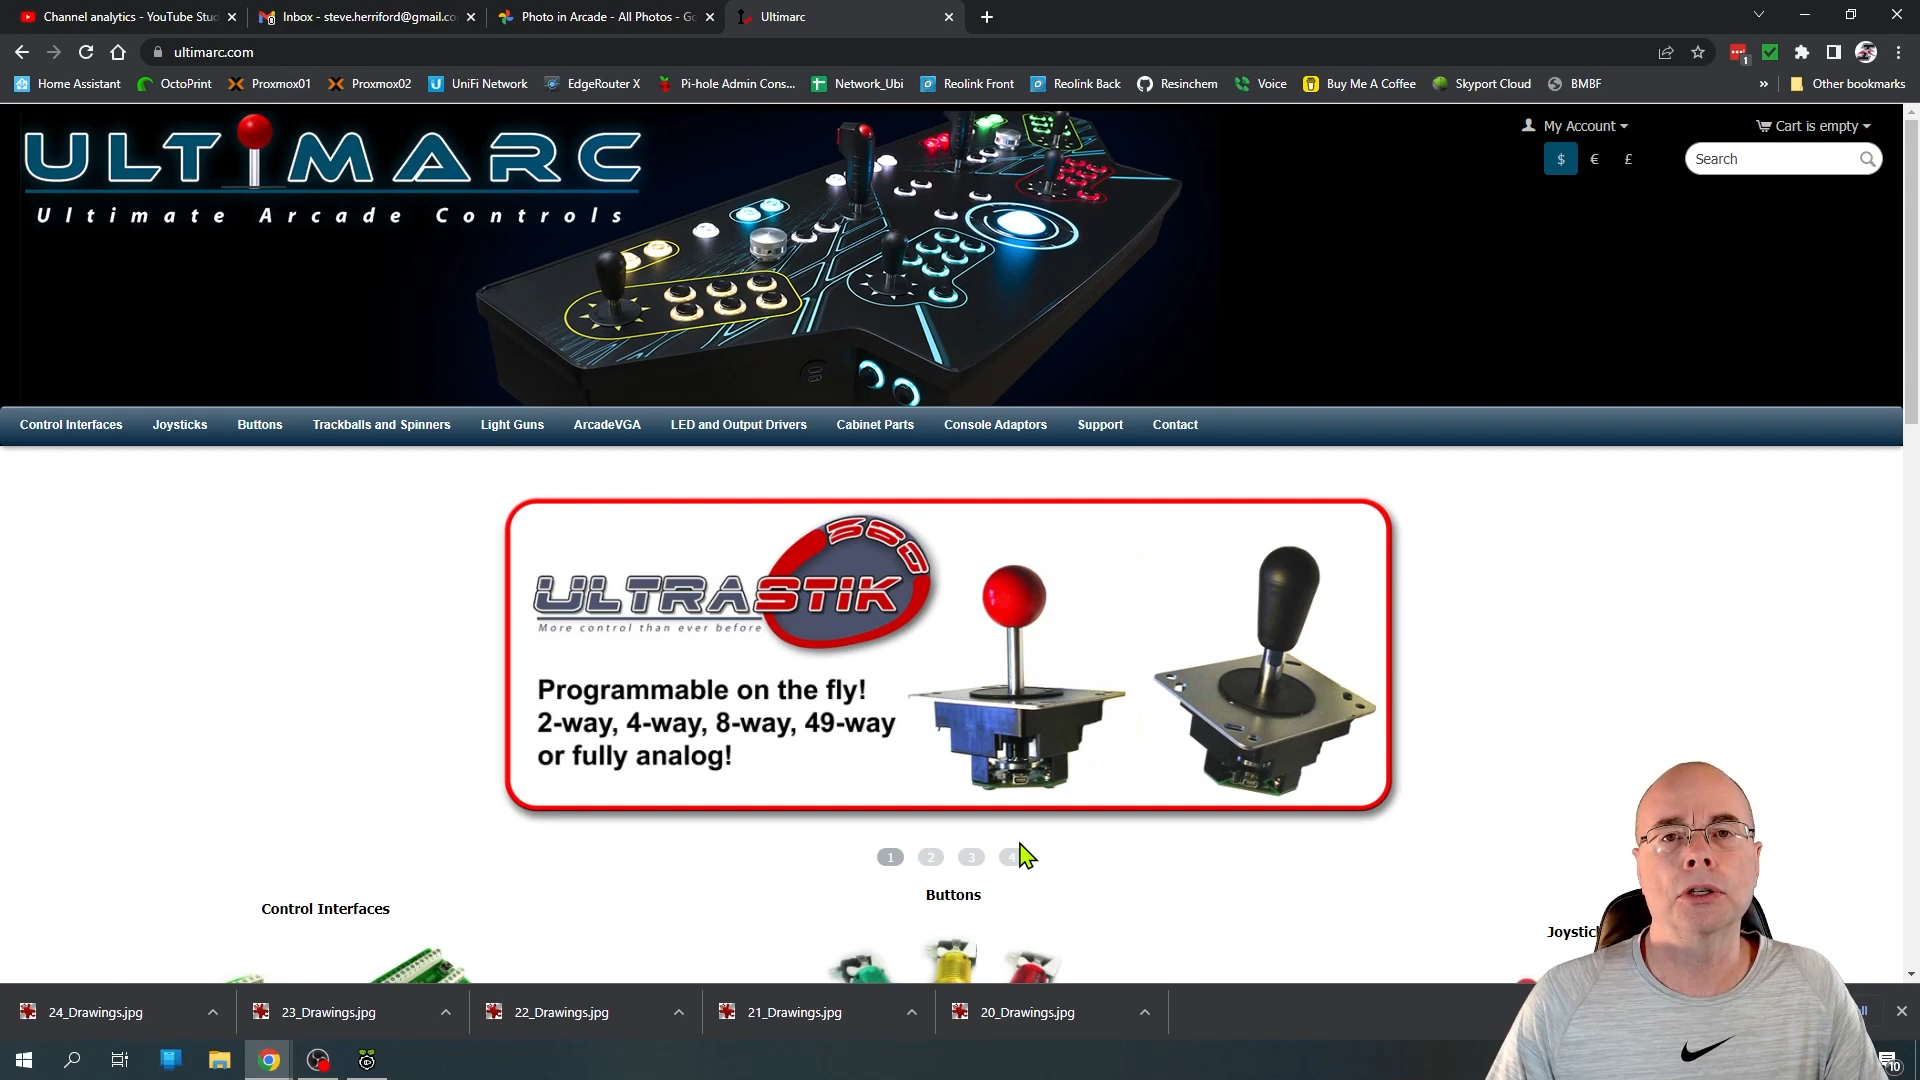 Channel analytics - YouTube Stu
Inbox - steve.herriford@gmail.co
Photo in Arcade - All Photos - Go
Ultimarc
ultimarc.com
1
Home Assistant
OctoPrint
Proxmox01
Proxmox02
UniFi Network
EdgeRouter X
Pi-hole Admin Cons...
Network_Ubi
Reolink Front
Reolink Back
Resinchem
Voice
Buy Me A Coffee
Skyport Cloud
BMBF
»
Other bookmarks
ULTIMARC
Ultimate Arcade Controls
My Account
Cart is empty
$ € £
Search
Control Interfaces
Joysticks
Buttons
Trackballs and Spinners
Light Guns
ArcadeVGA
LED and Output Drivers
Cabinet Parts
Console Adaptors
Support
Contact
ULTRASTIK 360
More control than ever before
Programmable on the fly!
2-way, 4-way, 8-way, 49-way
or fully analog!
1 2 3 4
Buttons
Control Interfaces
Joystic
24_Drawings.jpg
23_Drawings.jpg
22_Drawings.jpg
21_Drawings.jpg
20_Drawings.jpg
ll
10